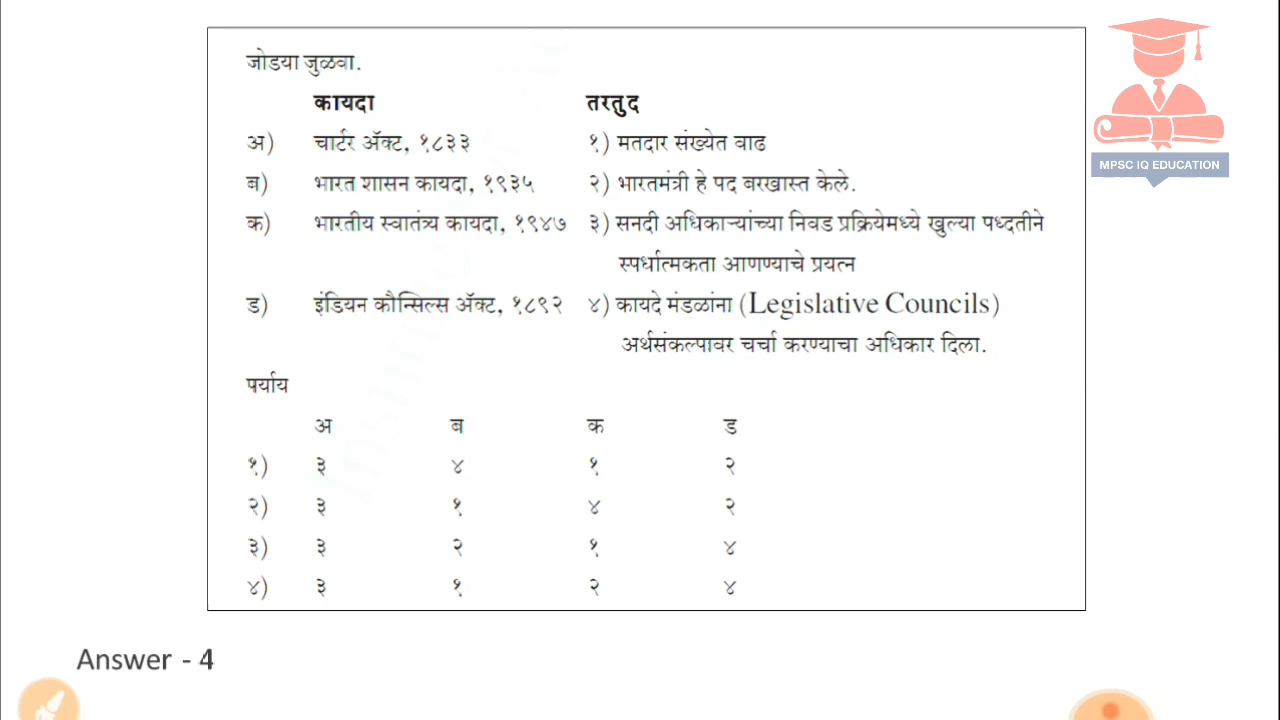 जोडया जुळवा.
कायदा तरतुद
अ) चार्टर ॲक्ट, १८३३ १) मतदार संख्येत वाढ
ब) भारत शासन कायदा, १९३५ २) भारतमंत्री हे पद बरखास्त केले.
क) भारतीय स्वातंत्र्य कायदा, १९४७ ३) सनदी अधिकाऱ्यांच्या निवड प्रक्रियेमध्ये खुल्या पध्दतीने
स्पर्धात्मकता आणण्याचे प्रयत्न
ड) इंडियन कौन्सिल्स ॲक्ट, १८९२ ४) कायदे मंडळांना (Legislative Councils)
अर्थसंकल्पावर चर्चा करण्याचा अधिकार दिला.
पर्याय
अ ब क ड
१) ३ ४ १ २
२) ३ १ ४ २
३) ३ २ १ ४
४) ३ १ २ ४
Answer - 4
MPSC IQ EDUCATION